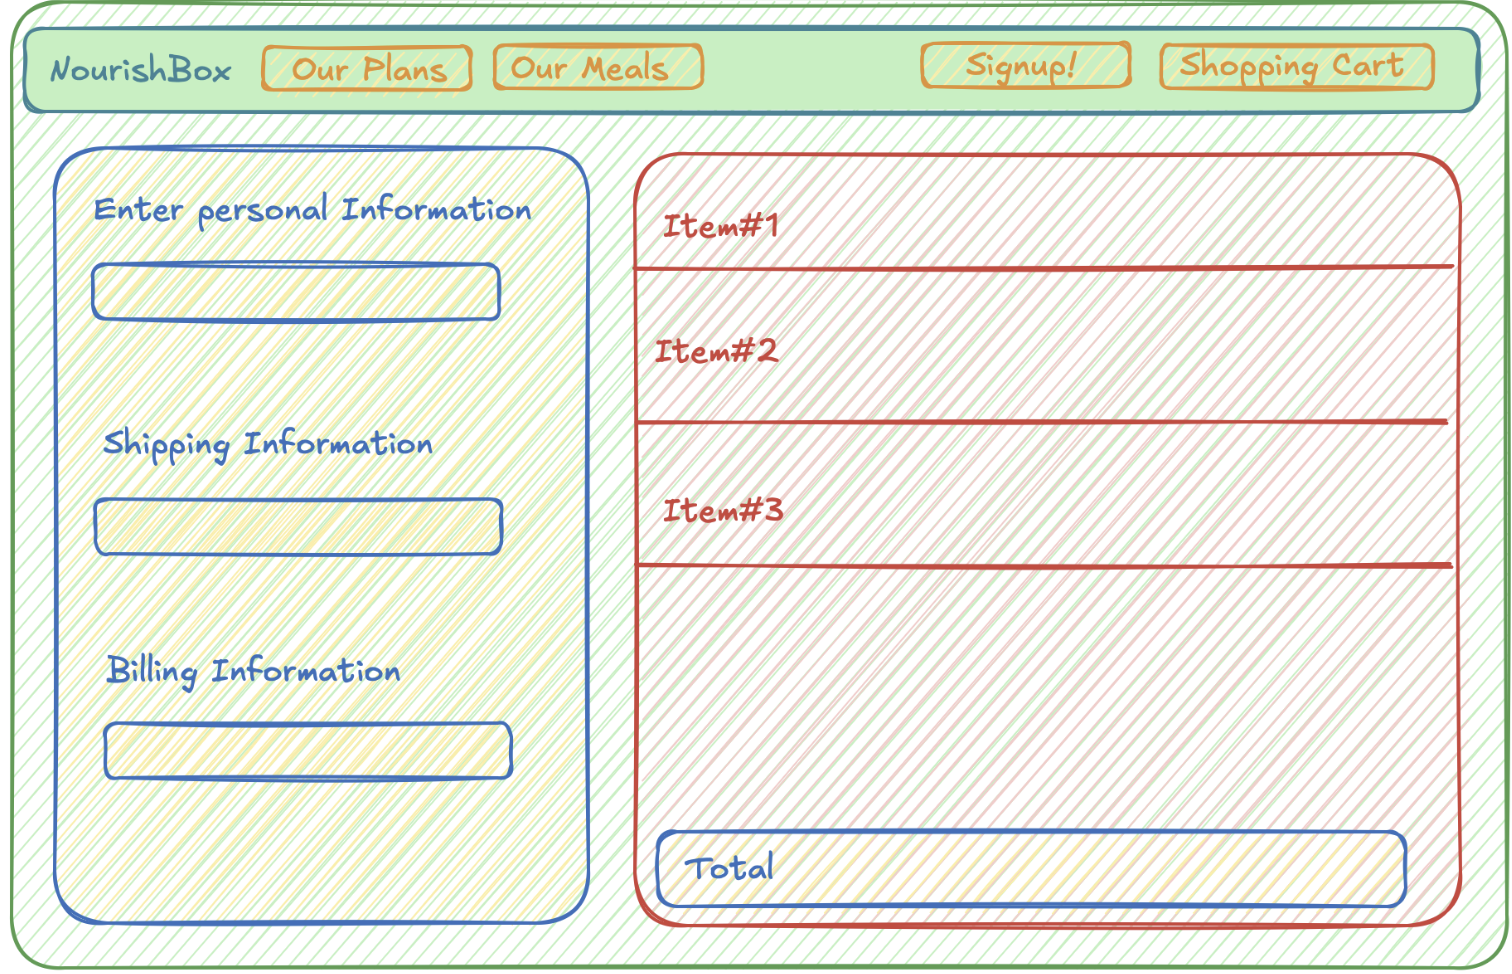 NourishBox
Our Plans
Our Meals
Signup!
Shopping Cart
Enter personal Information
Shipping Information
Billing Information
Item#1
Item#2
Item#3
Total